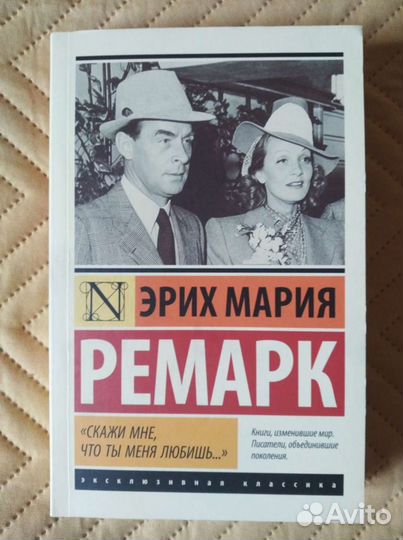 N
ЭРИХ МАРИЯ
РЕМАРК
«СКАЖИ МНЕ,
ЧТО ТЫ МЕНЯ ЛЮБИШЬ...»
Книги, изменившие мир.
Писатели, объединившие
поколения.
эксклюзивная классика
Avito